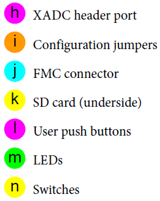 h XADC header port
i Configuration jumpers
j FMC connector
k SD card (underside)
l User push buttons
m LEDs
n Switches